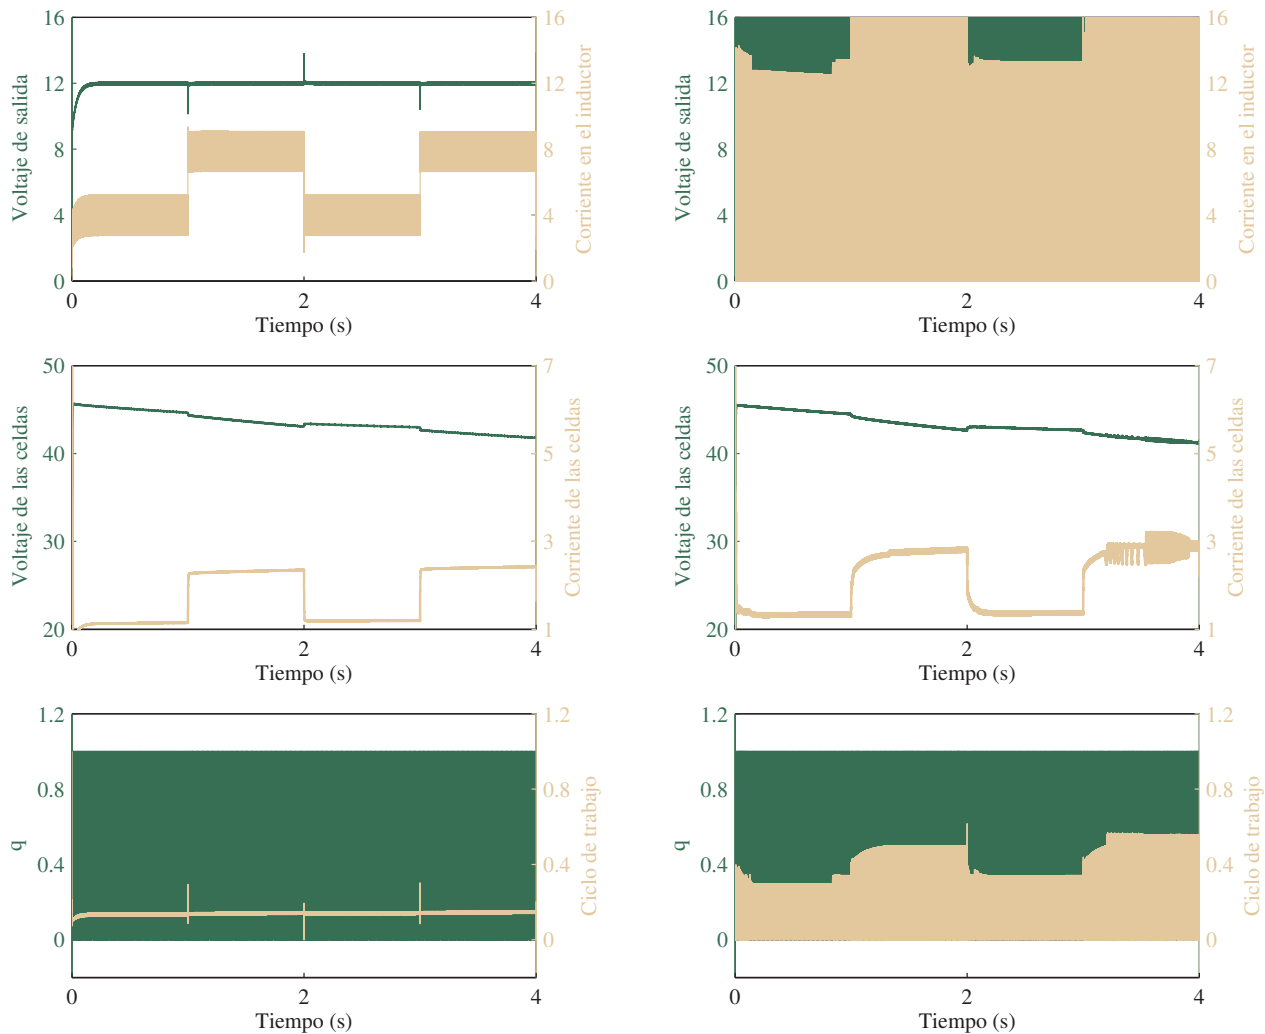 16
12
8
4
0
Voltaje de salida
16
12
8
4
0
Corriente en el inductor
0 2 4
Tiempo (s)
16
12
8
4
0
Voltaje de salida
16
12
8
4
0
Corriente en el inductor
0 2 4
Tiempo (s)
50
40
30
20
Voltaje de las celdas
7
5
3
1
Corriente de las celdas
0 2 4
Tiempo (s)
50
40
30
20
Voltaje de las celdas
7
5
3
1
Corriente de las celdas
0 2 4
Tiempo (s)
1.2
0.8
0.4
0
q
1.2
0.8
0.4
0
Ciclo de trabajo
0 2 4
Tiempo (s)
1.2
0.8
0.4
0
q
1.2
0.8
0.4
0
Ciclo de trabajo
0 2 4
Tiempo (s)